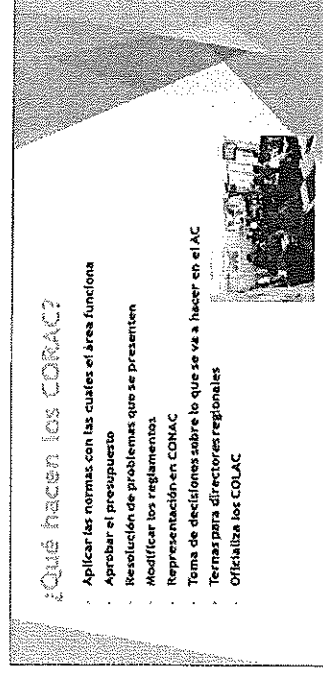 ¿Qué hacen los CORAC?
- Aplicar las normas con las cuales el área funciona
- Aprobar el presupuesto
- Resolución de problemas que se presenten
- Modificar los reglamentos
- Representación en CONAC
- Toma de decisiones sobre lo que se va a hacer en el AC
- Ternas para directores regionales
- Oficializa los COLAC